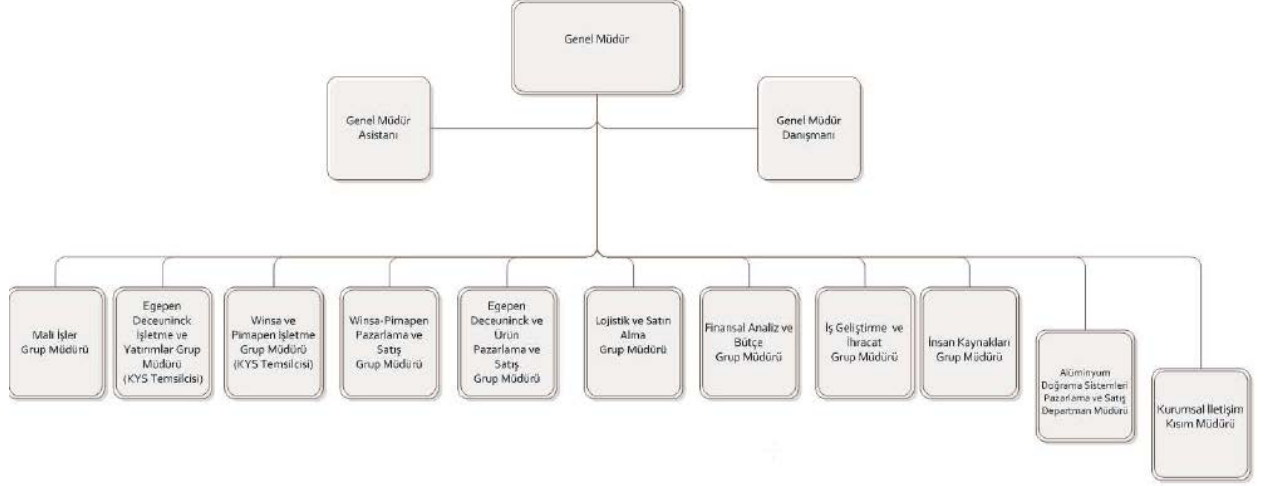 Genel Müdür
Genel Müdür
Asistanı
Genel Müdür
Danışmanı
Mali İşler
Grup Müdürü
Egepen
Deceuninck
İşletme ve
Yatırımlar Grup
Müdürü
(KYS Temsilcisi)
Winsa ve
Pimapen İşletme
Grup Müdürü
(KYS Temsilcisi)
Winsa-Pimapen
Pazarlama ve
Satış
Grup Müdürü
Egepen
Deceuninck ve
Ürün
Pazarlama ve
Satış
Grup Müdürü
Lojistik ve Satın
Alma
Grup Müdürü
Finansal Analiz ve
Bütçe
Grup Müdürü
İş Geliştirme ve
İhracat
Grup Müdürü
İnsan Kaynakları
Grup Müdürü
Alüminyum
Doğrama Sistemleri
Pazarlama ve Satış
Departman Müdürü
Kurumsal İletişim
Kısım Müdürü